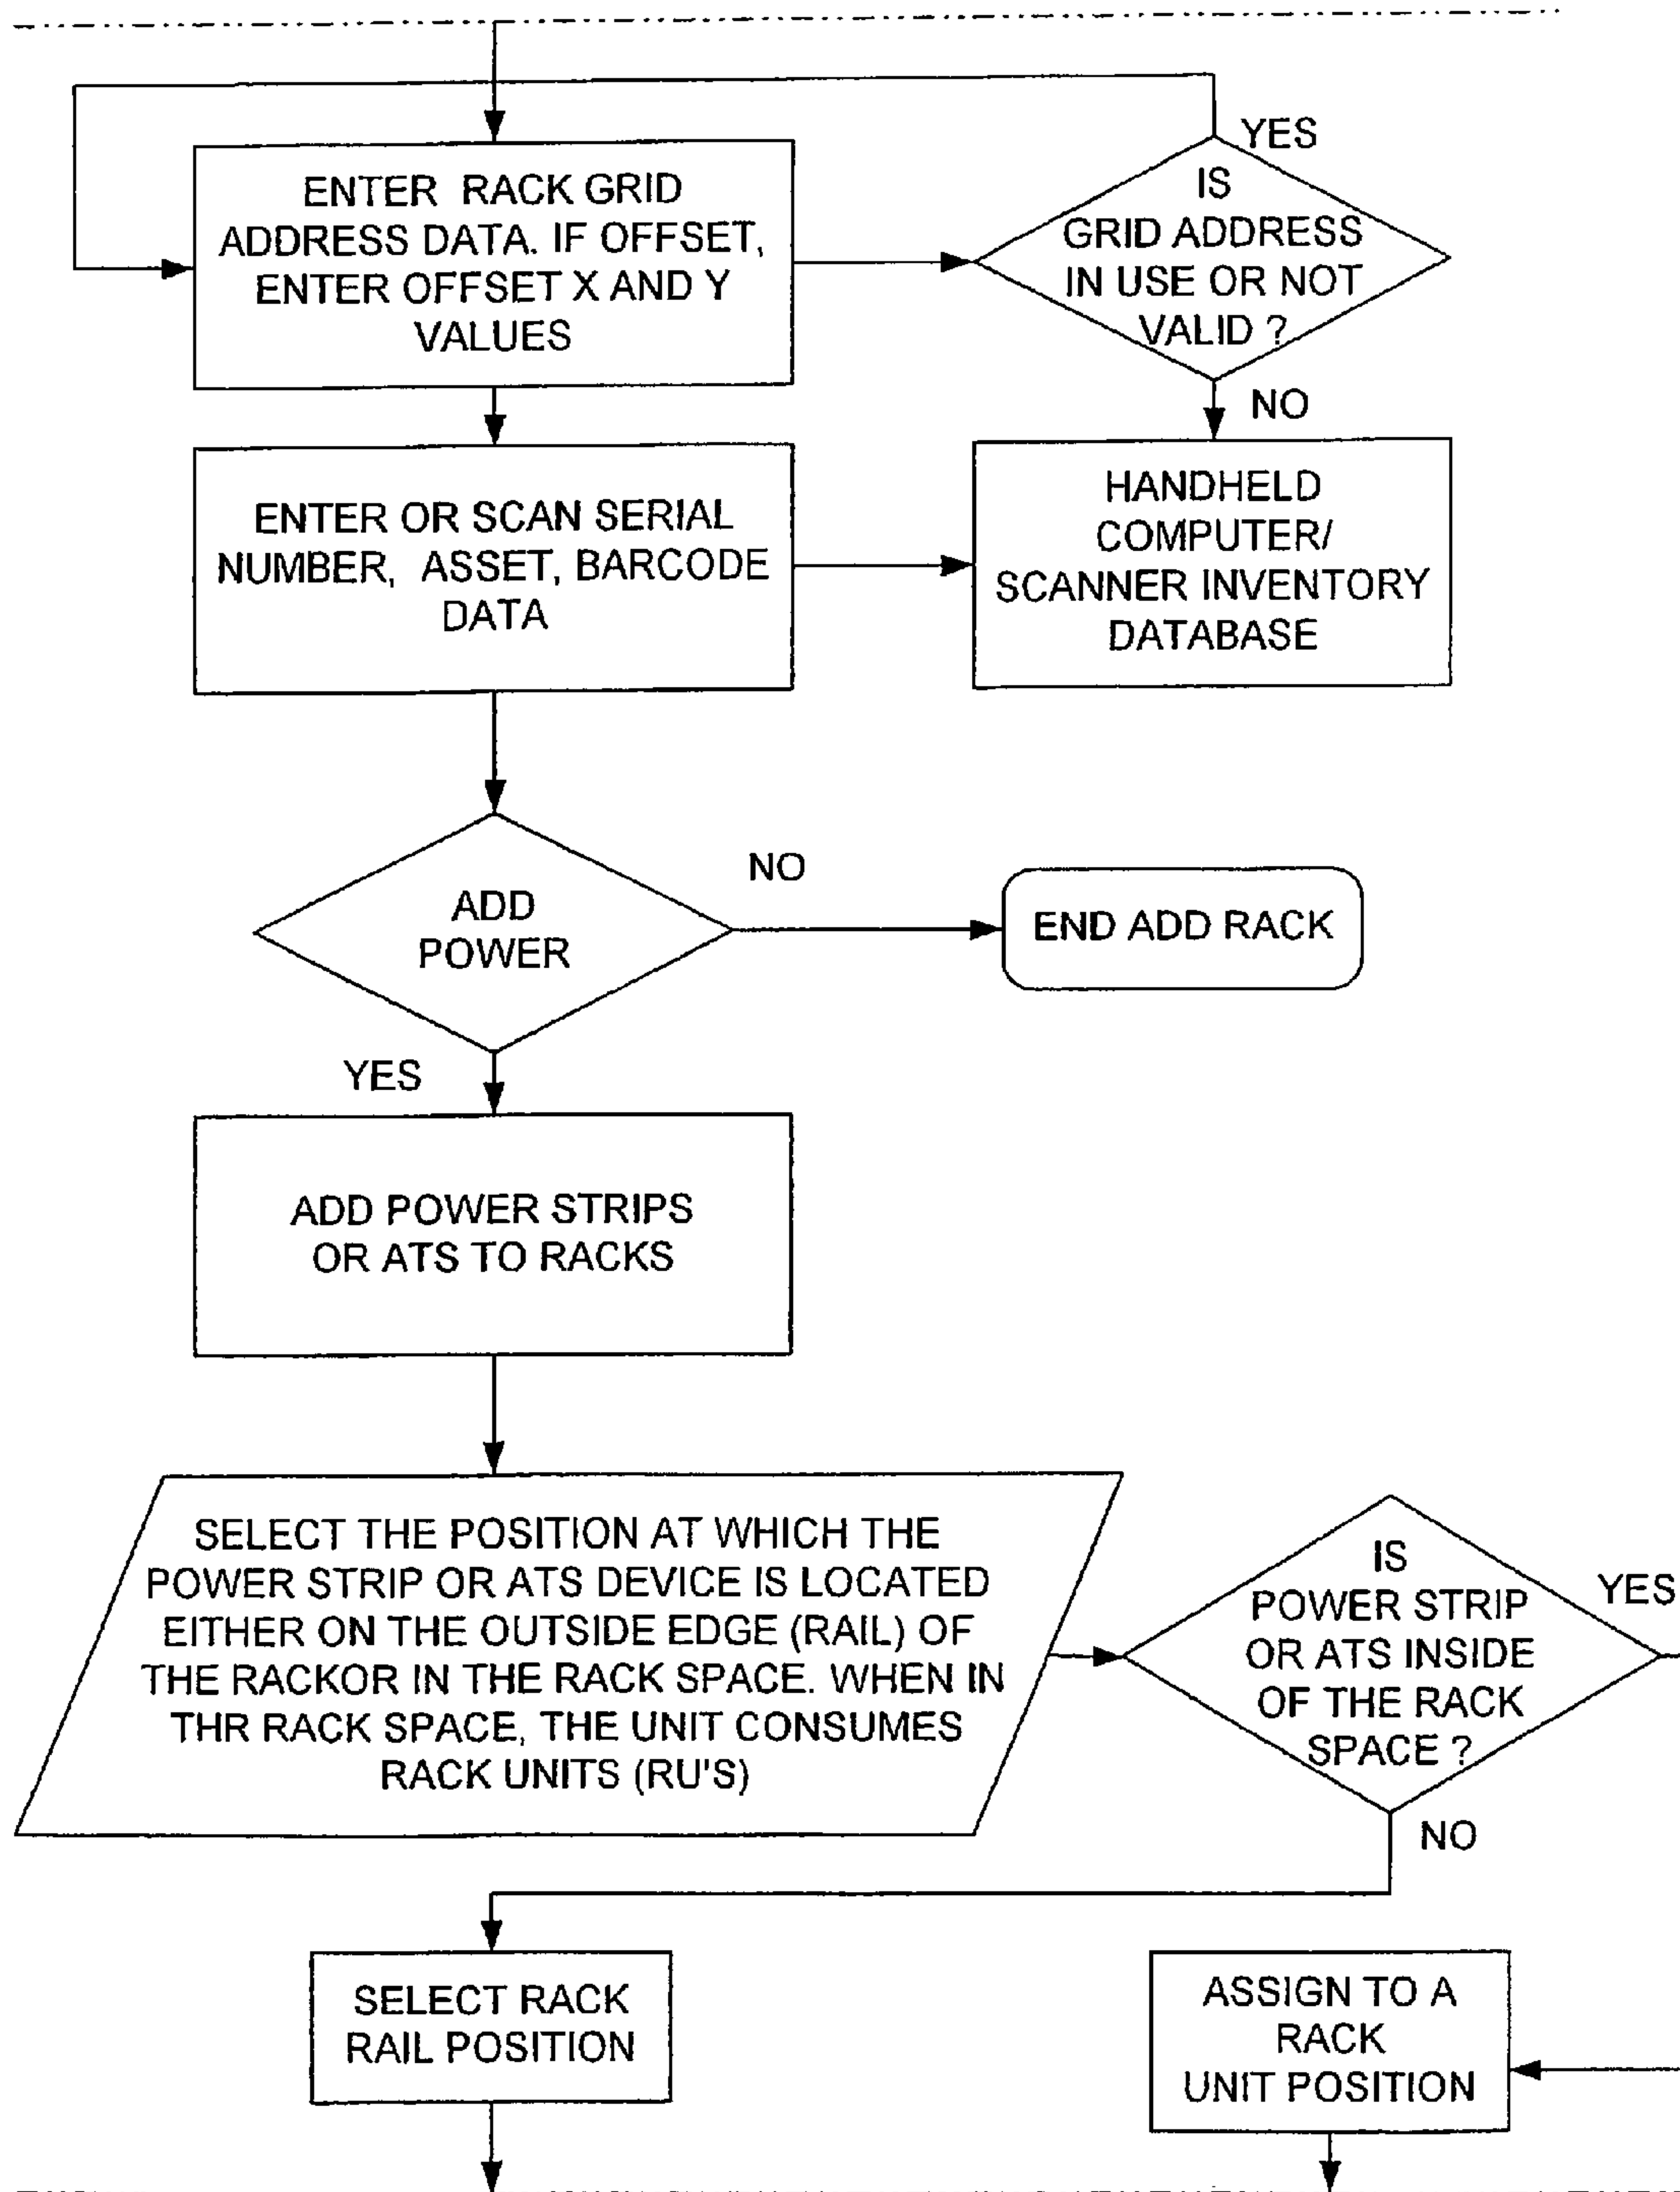 YES
ENTER RACK GRID
ADDRESS DATA. IF OFFSET,
ENTER OFFSET X AND Y
VALUES
IS
GRID ADDRESS
IN USE OR NOT
VALID ?
NO
ENTER OR SCAN SERIAL
NUMBER, ASSET, BARCODE
DATA
HANDHELD
COMPUTER/
SCANNER INVENTORY
DATABASE
ADD
POWER
NO
END ADD RACK
YES
ADD POWER STRIPS
OR ATS TO RACKS
SELECT THE POSITION AT WHICH THE
POWER STRIP OR ATS DEVICE IS LOCATED
EITHER ON THE OUTSIDE EDGE (RAIL) OF
THE RACKOR IN THE RACK SPACE. WHEN IN
THR RACK SPACE, THE UNIT CONSUMES
RACK UNITS (RU'S)
IS
POWER STRIP
OR ATS INSIDE
OF THE RACK
SPACE ?
YES
NO
SELECT RACK
RAIL POSITION
ASSIGN TO A
RACK
UNIT POSITION